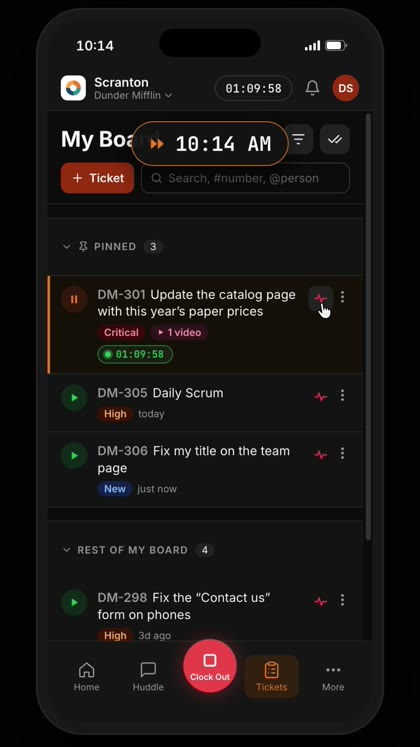 10:14
Scranton
Dunder Mifflin
01:09:58
DS
My Boa
10:14 AM
+ Ticket
Search, #number, @person
PINNED 3
DM-301 Update the catalog page
with this year’s paper prices
Critical 1 video
01:09:58
DM-305 Daily Scrum
High today
DM-306 Fix my title on the team
page
New just now
REST OF MY BOARD 4
DM-298 Fix the “Contact us”
form on phones
High 3d ago
Home
Huddle
Clock Out
Tickets
More